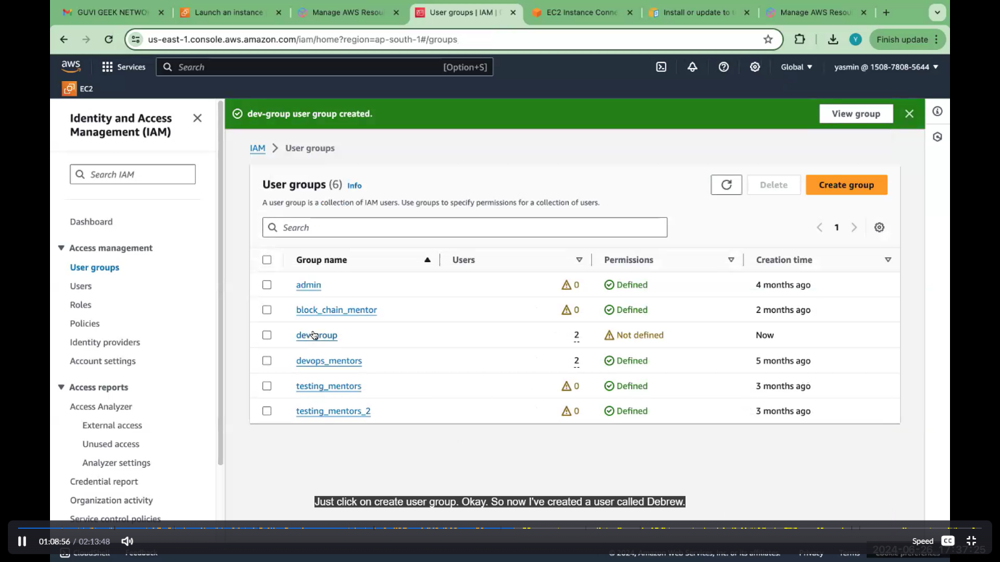 GUVI GEEK NETWO
Launch an instance
Manage AWS Resou
User groups | IAM |
EC2 Instance Conne
Install or update to
Manage AWS Resou
us-east-1.console.aws.amazon.com/iam/home?region=ap-south-1#/groups
Y
Finish update
aws
Services
Search
[Option+S]
Global
yasmin @ 1508-7808-5644
EC2
Identity and Access
Management (IAM)
Search IAM
Dashboard
Access management
User groups
Users
Roles
Policies
Identity providers
Account settings
Access reports
Access Analyzer
External access
Unused access
Analyzer settings
Credential report
Organization activity
Service control policies
dev-group user group created.
View group
IAM > User groups
User groups (6) Info
Delete
Create group
A user group is a collection of IAM users. Use groups to specify permissions for a collection of users.
Search
1
Group name Users Permissions Creation time
admin 0 Defined 4 months ago
block_chain_mentor 0 Defined 2 months ago
dev-group 2 Not defined Now
devops_mentors 2 Defined 5 months ago
testing_mentors 0 Defined 3 months ago
testing_mentors_2 0 Defined 3 months ago
Just click on create user group. Okay. So now I've created a user called Debrew.
01:08:56 / 02:13:48
Speed
CC
2024-06-26 17:37:25
CloudShell Feedback
© 2024, Amazon Web Services, Inc. or its affiliates.
Privacy Terms Cookie preferences